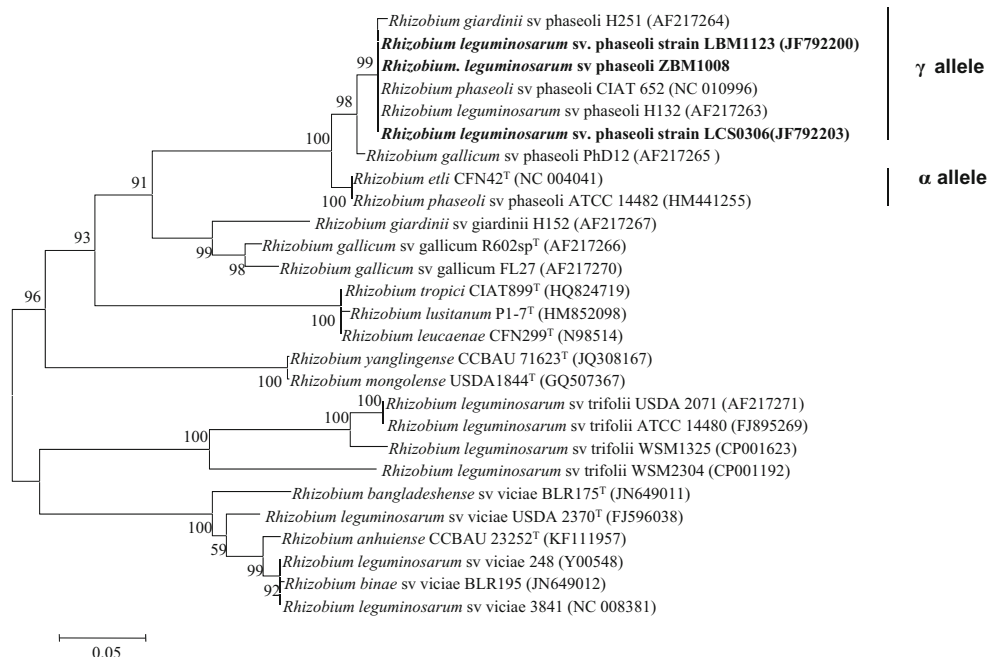 Rhizobium giardinii sv phaseoli H251 (AF217264)
Rhizobium leguminosarum sv. phaseoli strain LBM1123 (JF792200)
Rhizobium. leguminosarum sv phaseoli ZBM1008
99
γ allele
Rhizobium phaseoli sv phaseoli CIAT 652 (NC 010996)
98
Rhizobium leguminosarum sv phaseoli H132 (AF217263)
Rhizobium leguminosarum sv. phaseoli strain LCS0306(JF792203)
100
Rhizobium gallicum sv phaseoli PhD12 (AF217265 )
Rhizobium etli CFN42ᵀ (NC 004041)
α allele
91
100
Rhizobium phaseoli sv phaseoli ATCC 14482 (HM441255)
Rhizobium giardinii sv giardinii H152 (AF217267)
93
Rhizobium gallicum sv gallicum R602spᵀ (AF217266)
99
98
Rhizobium gallicum sv gallicum FL27 (AF217270)
Rhizobium tropici CIAT899ᵀ (HQ824719)
96
Rhizobium lusitanum P1-7ᵀ (HM852098)
100
Rhizobium leucaenae CFN299ᵀ (N98514)
Rhizobium yanglingense CCBAU 71623ᵀ (JQ308167)
100
Rhizobium mongolense USDA1844ᵀ (GQ507367)
100
Rhizobium leguminosarum sv trifolii USDA 2071 (AF217271)
100
Rhizobium leguminosarum sv trifolii ATCC 14480 (FJ895269)
100
Rhizobium leguminosarum sv trifolii WSM1325 (CP001623)
Rhizobium leguminosarum sv trifolii WSM2304 (CP001192)
Rhizobium bangladeshense sv viciae BLR175ᵀ (JN649011)
100
Rhizobium leguminosarum sv viciae USDA 2370ᵀ (FJ596038)
59
Rhizobium anhuiense CCBAU 23252ᵀ (KF111957)
99
Rhizobium leguminosarum sv viciae 248 (Y00548)
92
Rhizobium binae sv viciae BLR195 (JN649012)
Rhizobium leguminosarum sv viciae 3841 (NC 008381)
0.05